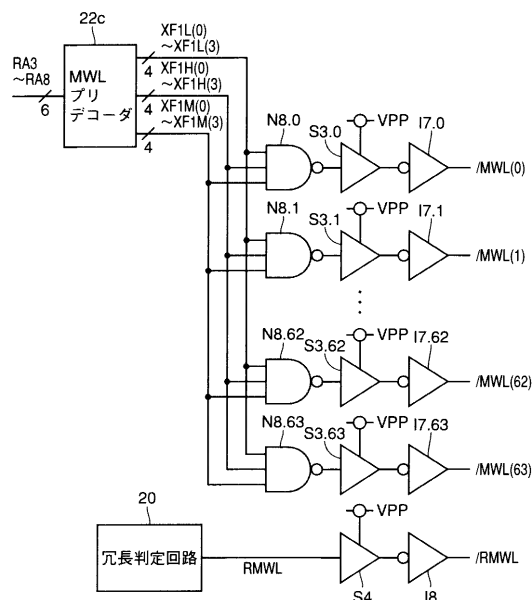 22c
RA3
~RA8
6
MWL
プリ
デコーダ
XF1L(0)
~XF1L(3)
4
XF1H(0)
~XF1H(3)
4
XF1M(0)
~XF1M(3)
4
N8.0
S3.0
VPP
I7.0
/MWL(0)
N8.1
S3.1
VPP
I7.1
/MWL(1)
N8.62
S3.62
VPP
I7.62
/MWL(62)
N8.63
S3.63
VPP
I7.63
/MWL(63)
20
冗長判定回路
RMWL
VPP
S4
I8
/RMWL